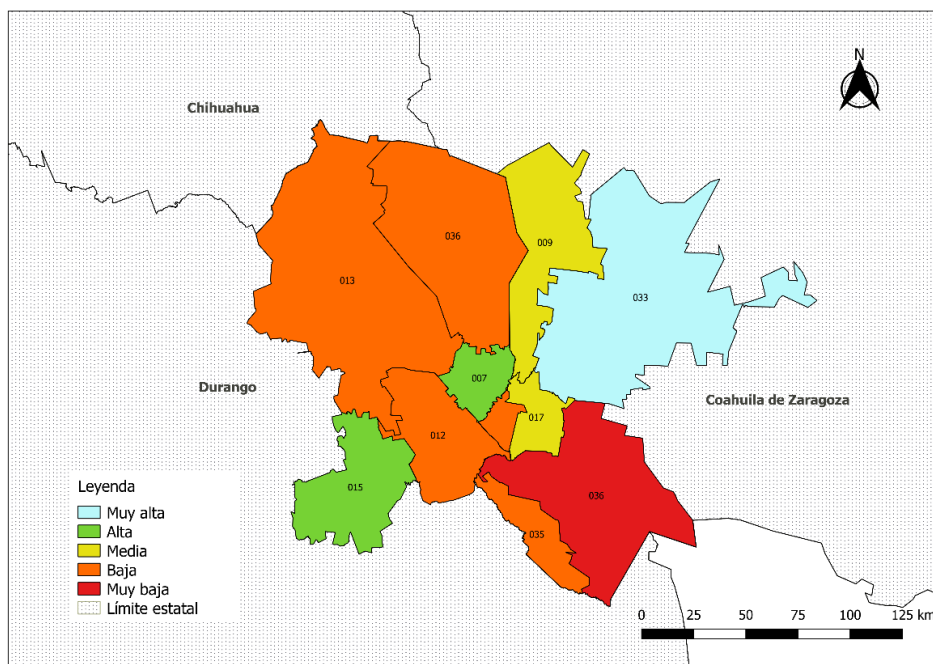 N
Chihuahua
036
009
013
033
007
Durango
Coahuila de Zaragoza
017
012
015
036
035
Leyenda
Muy alta
Alta
Media
Baja
Muy baja
Límite estatal
0 25 50 75 100 125 km